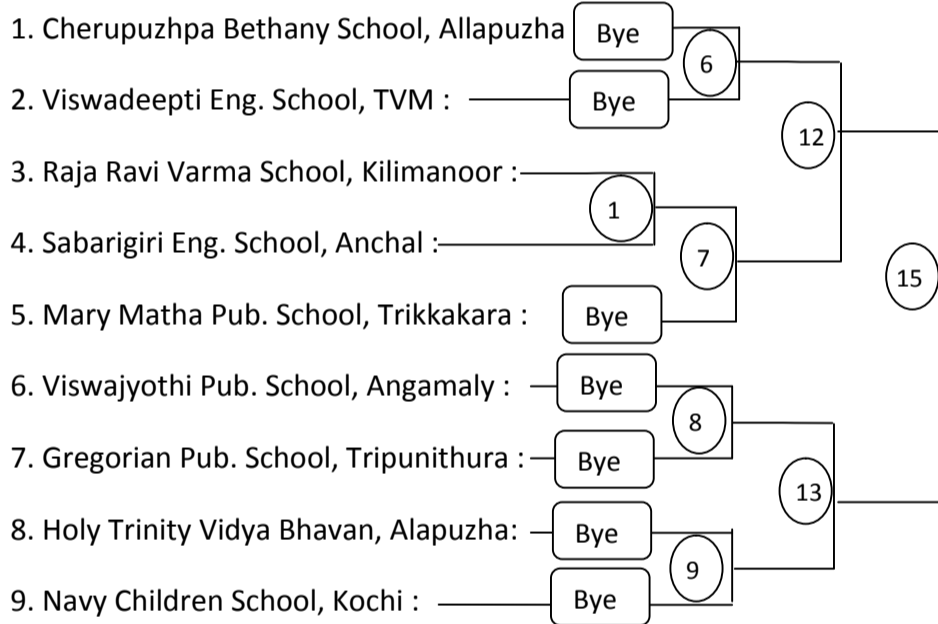 1. Cherupuzhpa Bethany School, Allapuzha Bye
6
2. Viswadeepti Eng. School, TVM : Bye
12
3. Raja Ravi Varma School, Kilimanoor :
1
4. Sabarigiri Eng. School, Anchal :
7
15
5. Mary Matha Pub. School, Trikkakara : Bye
6. Viswajyothi Pub. School, Angamaly : Bye
8
7. Gregorian Pub. School, Tripunithura : Bye
13
8. Holy Trinity Vidya Bhavan, Alapuzha: Bye
9
9. Navy Children School, Kochi : Bye